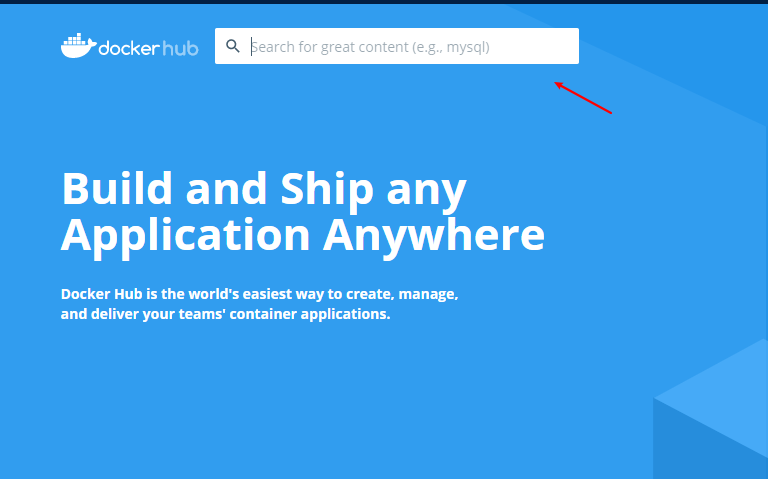 docker hub
Search for great content (e.g., mysql)
Build and Ship any
Application Anywhere
Docker Hub is the world's easiest way to create, manage,
and deliver your teams' container applications.